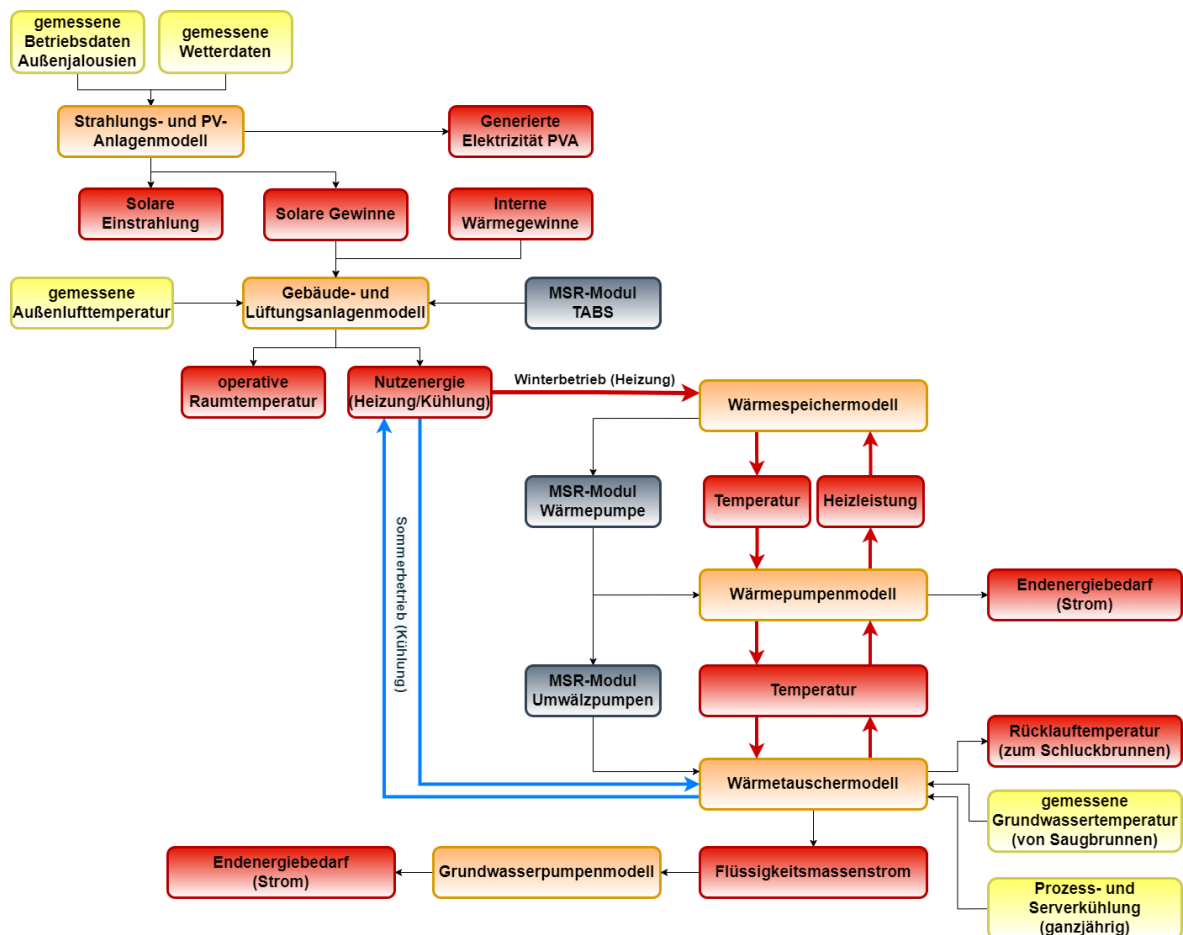 gemessene
Betriebsdaten
Außenjalousien
gemessene
Wetterdaten
Strahlungs- und PV-
Anlagenmodell
Generierte
Elektrizität PVA
Solare
Einstrahlung
Solare Gewinne
Interne
Wärmegewinne
gemessene
Außenlufttemperatur
Gebäude- und
Lüftungsanlagenmodell
MSR-Modul
TABS
operative
Raumtemperatur
Nutzenergie
(Heizung/Kühlung)
Winterbetrieb (Heizung)
Wärmespeichermodell
MSR-Modul
Wärmepumpe
Temperatur
Heizleistung
Sommerbetrieb (Kühlung)
Wärmepumpenmodell
Endenergiebedarf
(Strom)
MSR-Modul
Umwälzpumpen
Temperatur
Rücklauftemperatur
(zum Schluckbrunnen)
Wärmetauschermodell
gemessene
Grundwassertemperatur
(von Saugbrunnen)
Endenergiebedarf
(Strom)
Grundwasserpumpenmodell
Flüssigkeitsmassenstrom
Prozess- und
Serverkühlung
(ganzjährig)